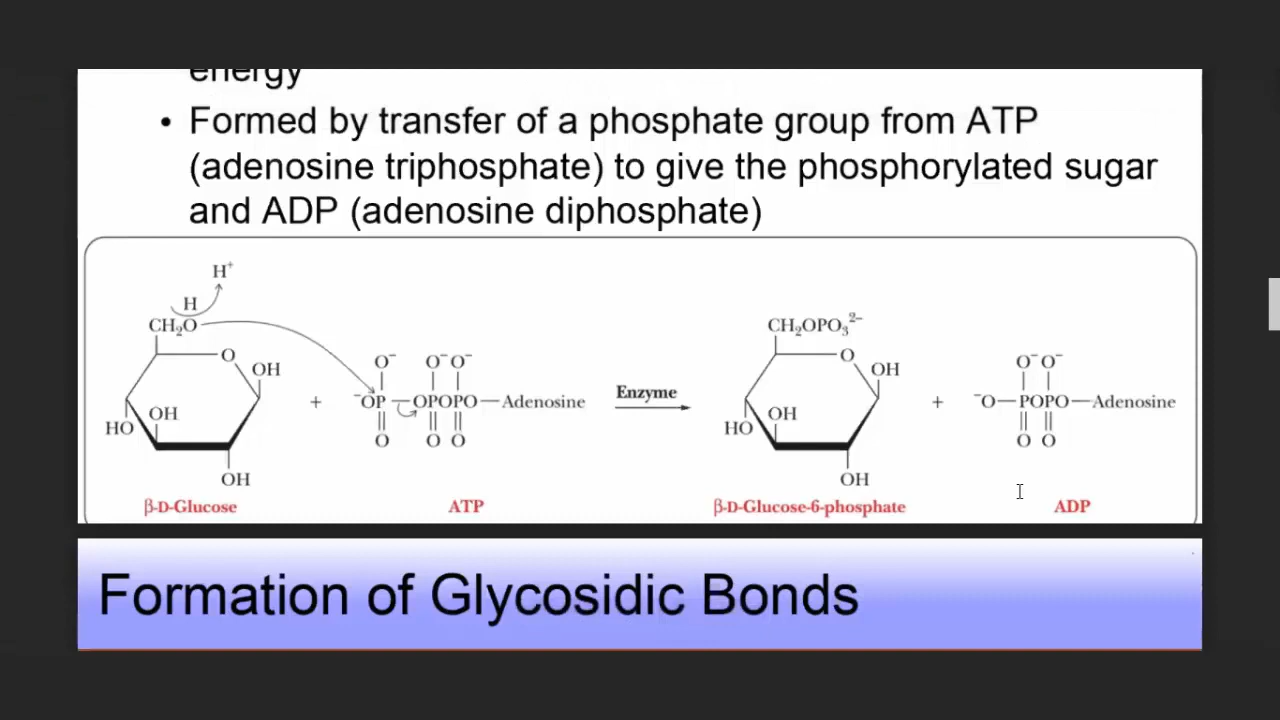 energy
• Formed by transfer of a phosphate group from ATP
(adenosine triphosphate) to give the phosphorylated sugar
and ADP (adenosine diphosphate)
H⁺
H
CH₂O
O
OH
OH
HO
OH
β-D-Glucose
+
O⁻ O⁻ O⁻
⁻OP—OPOPO—Adenosine
O O O
ATP
Enzyme
CH₂OPO₃²⁻
O
OH
OH
HO
OH
β-D-Glucose-6-phosphate
+
O⁻ O⁻
⁻O—POPO—Adenosine
O O
ADP
Formation of Glycosidic Bonds